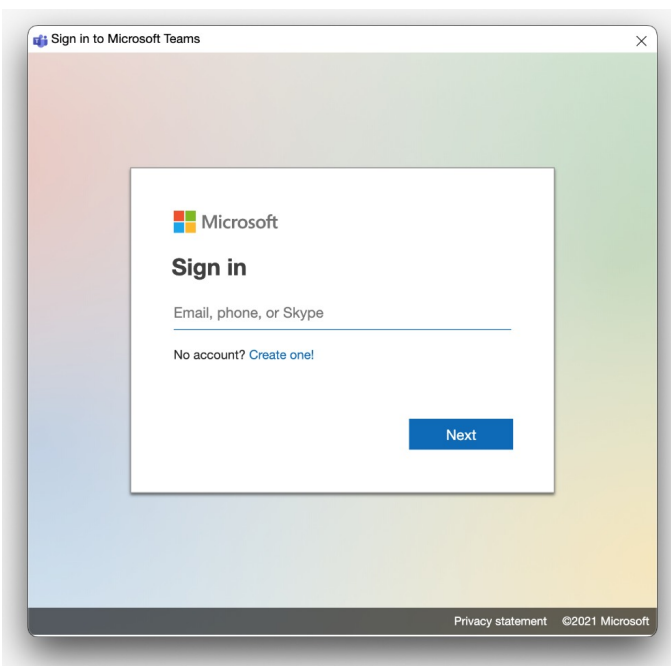 Sign in to Microsoft Teams
Microsoft
Sign in
Email, phone, or Skype
No account? Create one!
Next
Privacy statement ©2021 Microsoft